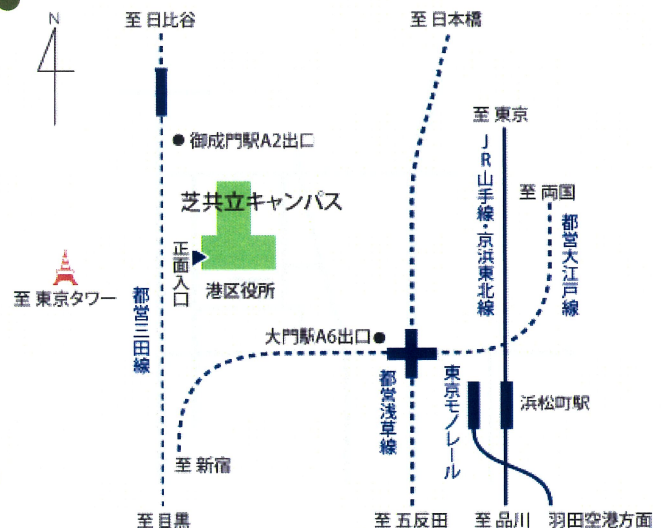 N
至 日比谷
至 日本橋
至 東京
御成門駅A2出口
JR山手線・京浜東北線
至 両国
芝共立キャンパス
都営大江戸線
正面入口
港区役所
至 東京タワー
都営三田線
大門駅A6出口
都営浅草線
東京モノレール
浜松町駅
至 新宿
至 目黒
至 五反田
至 品川
羽田空港方面